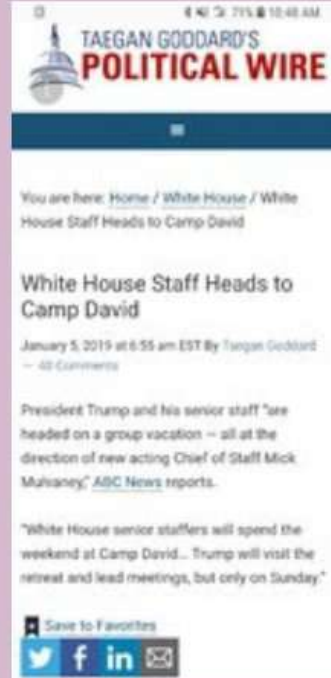 71% 10:48 AM
TAEGAN GODDARD'S
POLITICAL WIRE
You are here: Home / White House / White
House Staff Heads to Camp David
White House Staff Heads to
Camp David
January 5, 2019 at 6:55 am EST By Taegan Goddard
— 40 Comments
President Trump and his senior staff "are
headed on a group vacation — all at the
direction of new acting Chief of Staff Mick
Mulvaney," ABC News reports.
"White House senior staffers will spend the
weekend at Camp David… Trump will visit the
retreat and lead meetings, but only on Sunday."
Save to Favorites